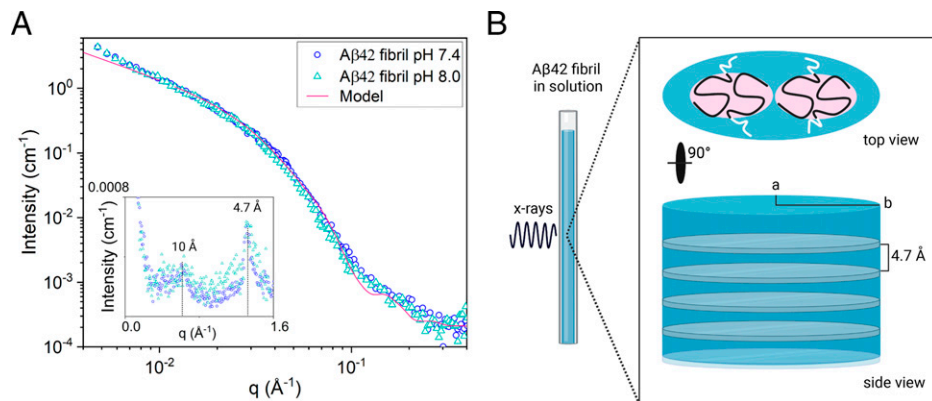 A
Intensity (cm⁻¹)
10⁰
10⁻¹
10⁻²
10⁻³
10⁻⁴
10⁻²
10⁻¹
q (Å⁻¹)
Aβ42 fibril pH 7.4
Aβ42 fibril pH 8.0
Model
0.0008
Intensity (cm⁻¹)
10 Å
4.7 Å
0.0
q (Å⁻¹)
1.6
B
Aβ42 fibril
in solution
x-rays
top view
90°
a
b
4.7 Å
side view